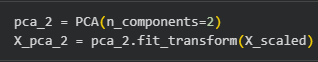 pca_2 = PCA(n_components=2)
X_pca_2 = pca_2.fit_transform(X_scaled)